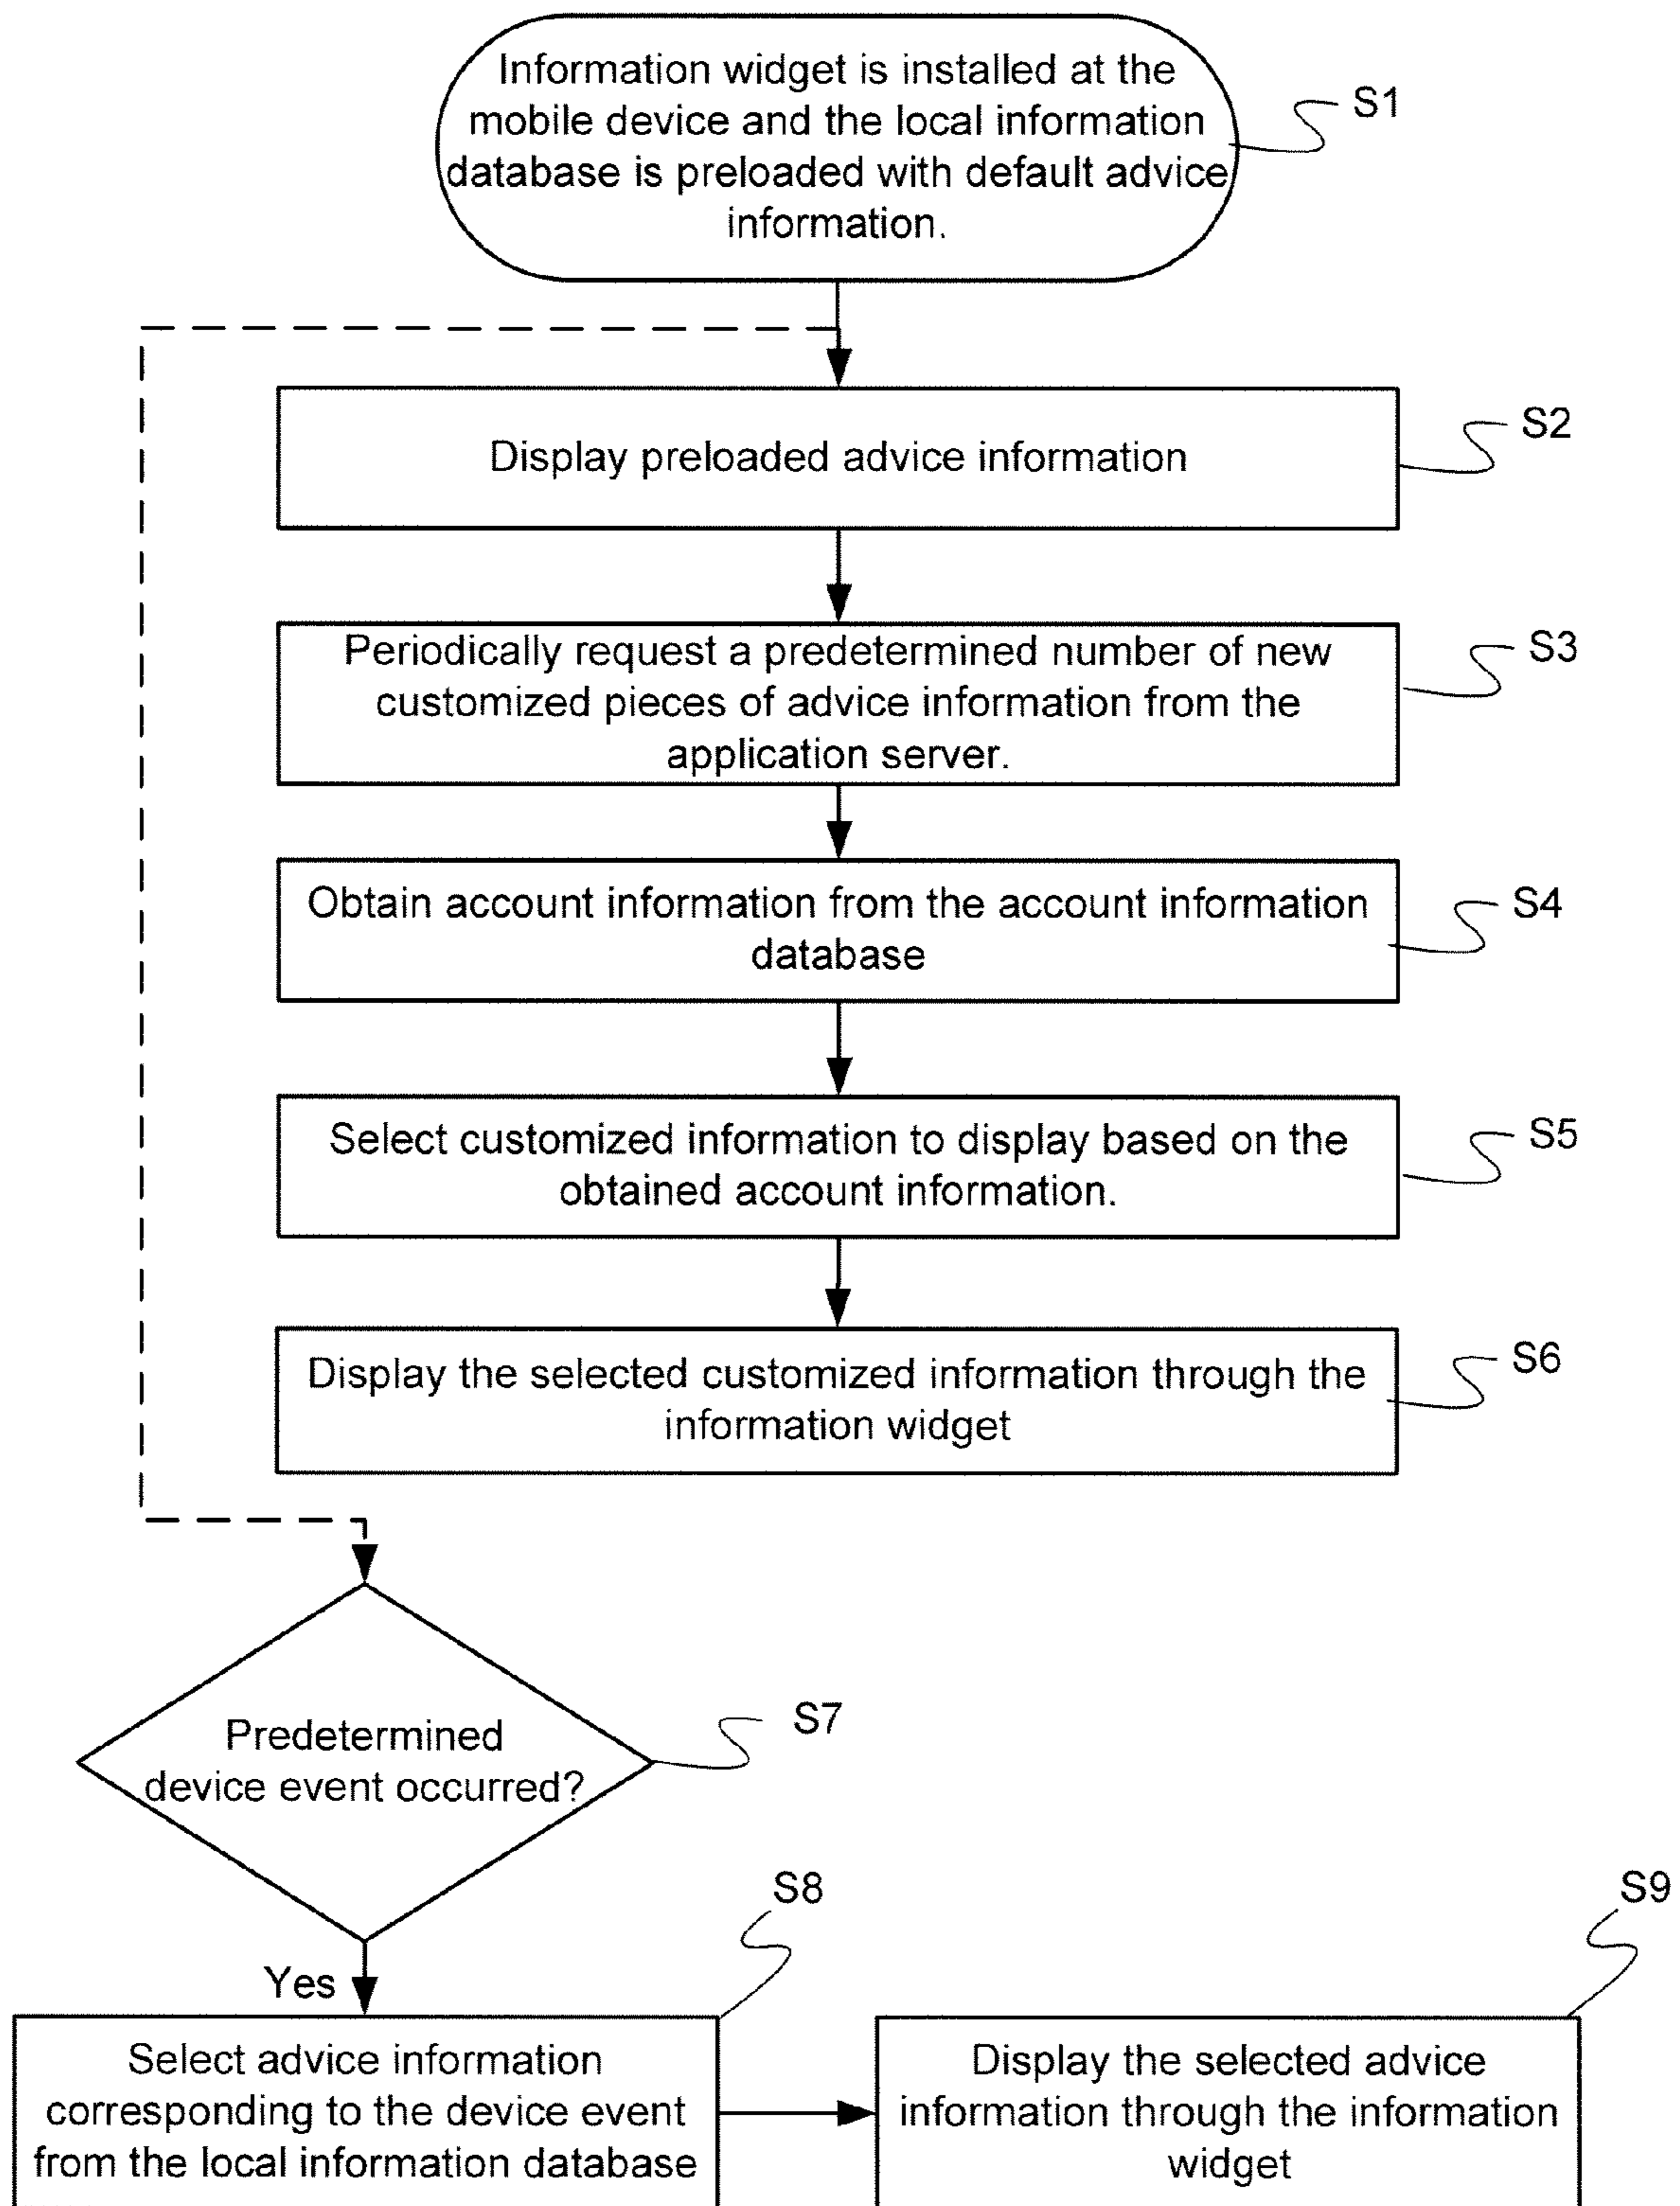 Information widget is installed at the
mobile device and the local information
database is preloaded with default advice
information.
S1
Display preloaded advice information
S2
Periodically request a predetermined number of new
customized pieces of advice information from the
application server.
S3
Obtain account information from the account information
database
S4
Select customized information to display based on the
obtained account information.
S5
Display the selected customized information through the
information widget
S6
Predetermined
device event occurred?
S7
Yes
S8
Select advice information
corresponding to the device event
from the local information database
S9
Display the selected advice
information through the information
widget